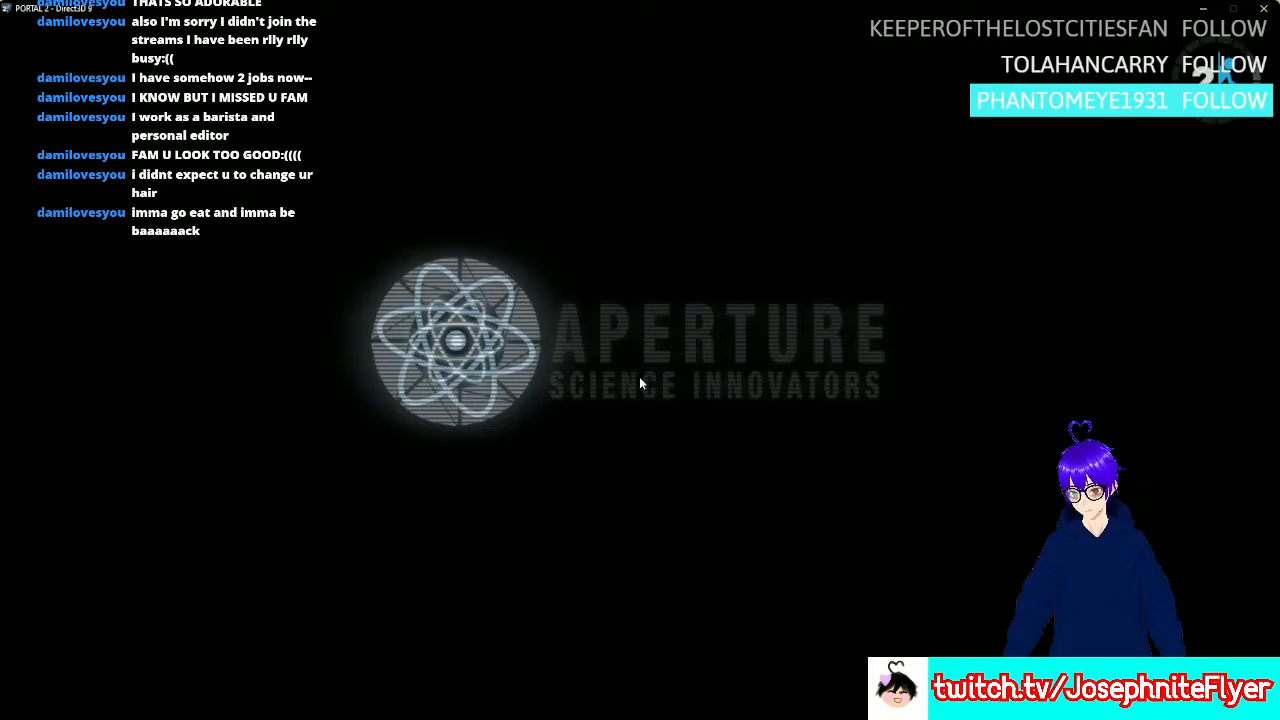 PORTAL 2 - Direct3D 9
damilovesyou THATS SO ADORABLE
damilovesyou also I'm sorry I didn't join the
streams I have been rlly rlly
busy:((
damilovesyou I have somehow 2 jobs now--
damilovesyou I KNOW BUT I MISSED U FAM
damilovesyou I work as a barista and
personal editor
damilovesyou FAM U LOOK TOO GOOD:((((
damilovesyou i didnt expect u to change ur
hair
damilovesyou imma go eat and imma be
baaaaaack
KEEPEROFTHELOSTCITIESFAN FOLLOW
TOLAHANCARRY FOLLOW
PHANTOMEYE1931 FOLLOW
2
APERTURE
SCIENCE INNOVATORS
twitch.tv/JosephniteFlyer